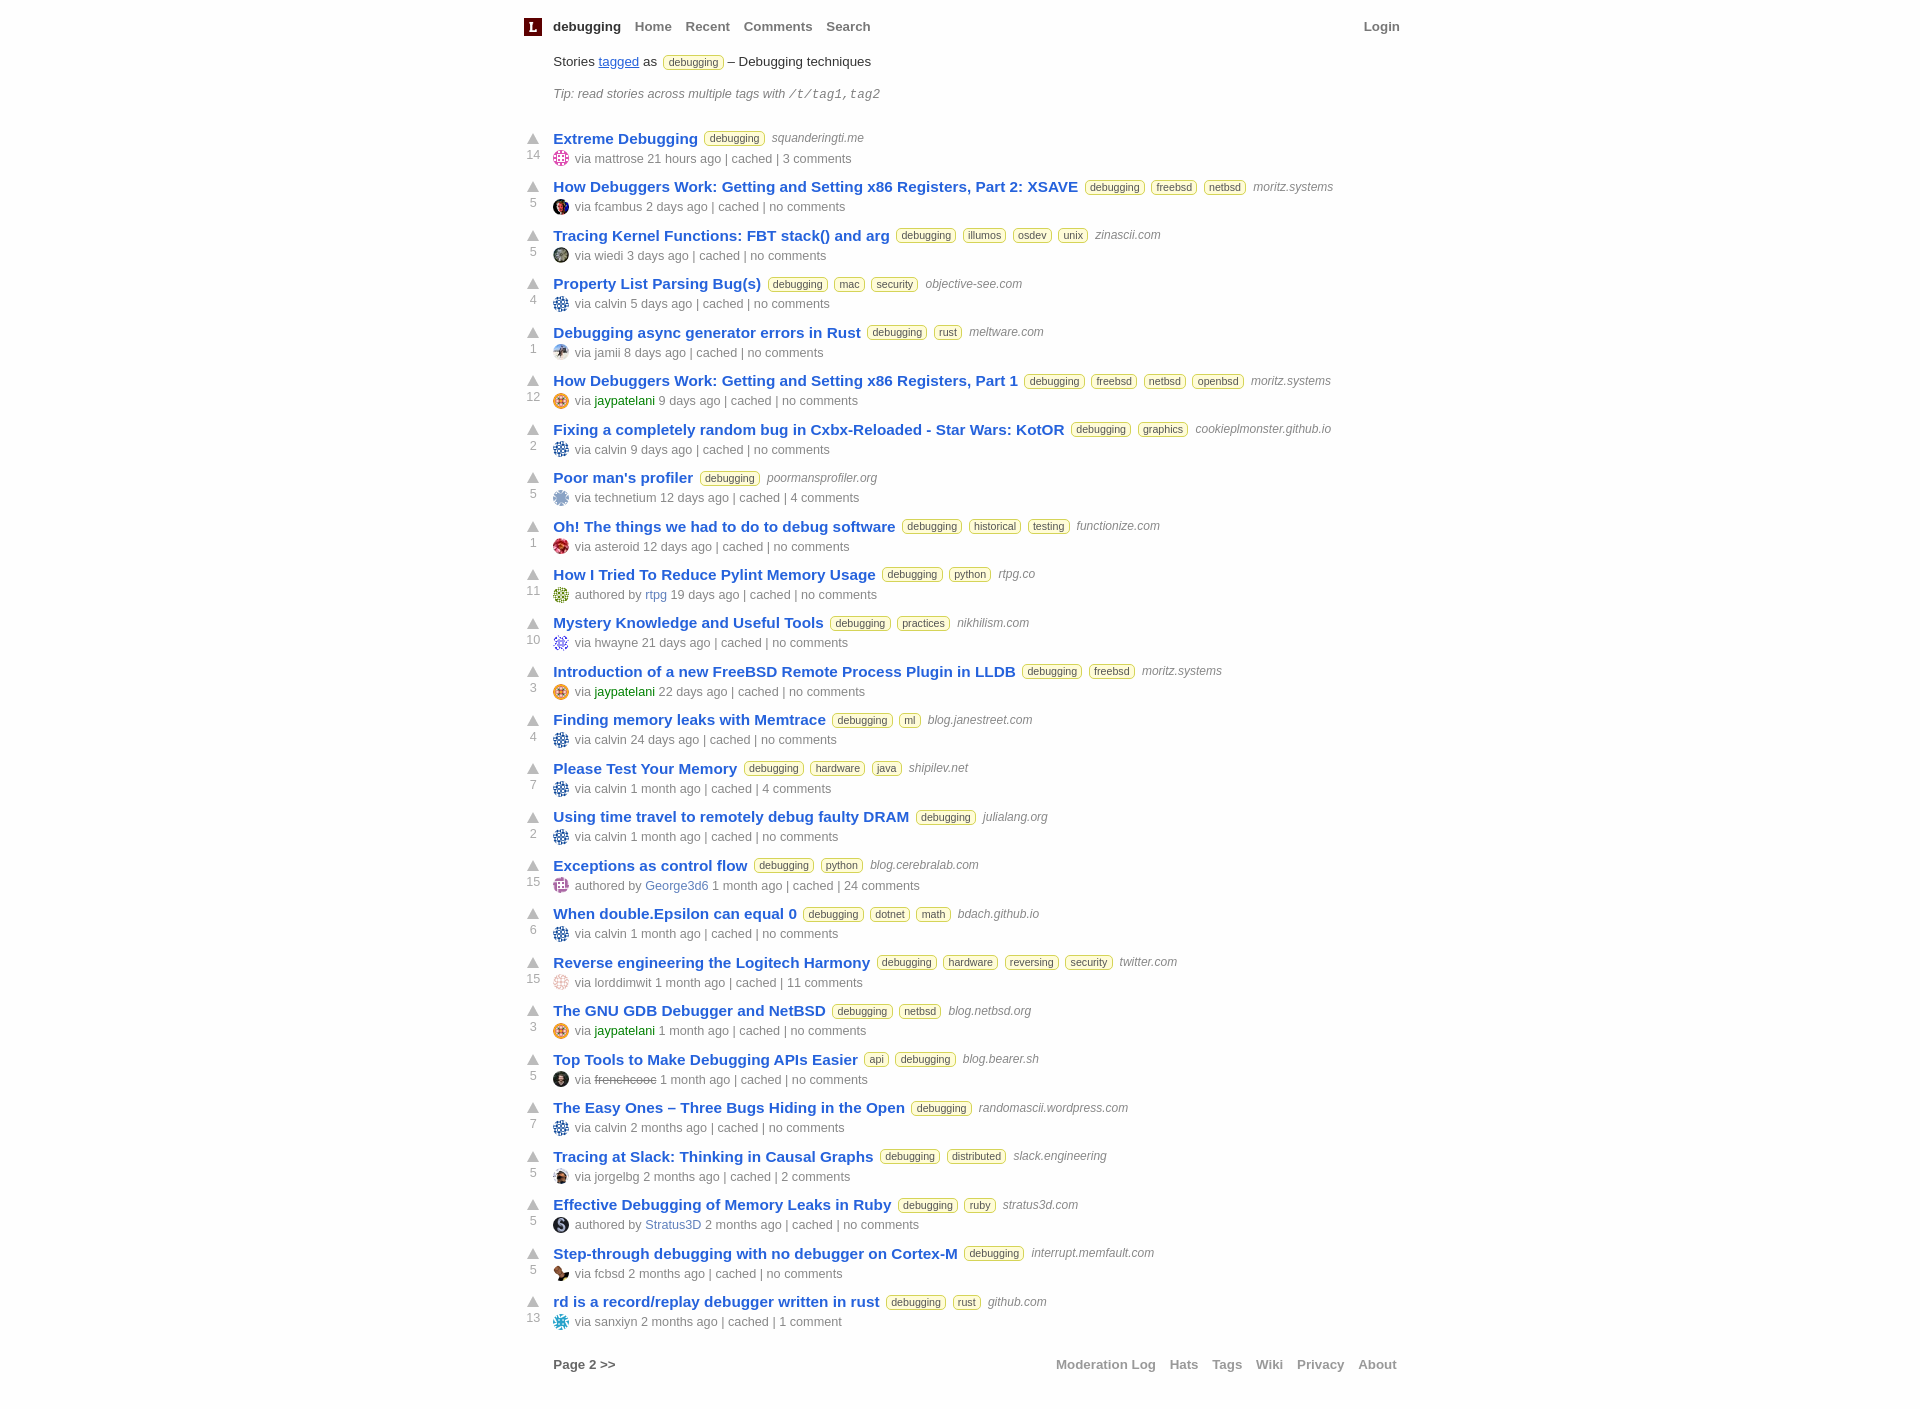 L debugging Home Recent Comments Search Login
Stories tagged as debugging – Debugging techniques
Tip: read stories across multiple tags with /t/tag1,tag2
Extreme Debugging debugging squanderingti.me
14 via mattrose 21 hours ago | cached | 3 comments
How Debuggers Work: Getting and Setting x86 Registers, Part 2: XSAVE debugging freebsd netbsd moritz.systems
5 via fcambus 2 days ago | cached | no comments
Tracing Kernel Functions: FBT stack() and arg debugging illumos osdev unix zinascii.com
5 via wiedi 3 days ago | cached | no comments
Property List Parsing Bug(s) debugging mac security objective-see.com
4 via calvin 5 days ago | cached | no comments
Debugging async generator errors in Rust debugging rust meltware.com
1 via jamii 8 days ago | cached | no comments
How Debuggers Work: Getting and Setting x86 Registers, Part 1 debugging freebsd netbsd openbsd moritz.systems
12 via jaypatelani 9 days ago | cached | no comments
Fixing a completely random bug in Cxbx-Reloaded - Star Wars: KotOR debugging graphics cookieplmonster.github.io
2 via calvin 9 days ago | cached | no comments
Poor man's profiler debugging poormansprofiler.org
5 via technetium 12 days ago | cached | 4 comments
Oh! The things we had to do to debug software debugging historical testing functionize.com
1 via asteroid 12 days ago | cached | no comments
How I Tried To Reduce Pylint Memory Usage debugging python rtpg.co
11 authored by rtpg 19 days ago | cached | no comments
Mystery Knowledge and Useful Tools debugging practices nikhilism.com
10 via hwayne 21 days ago | cached | no comments
Introduction of a new FreeBSD Remote Process Plugin in LLDB debugging freebsd moritz.systems
3 via jaypatelani 22 days ago | cached | no comments
Finding memory leaks with Memtrace debugging ml blog.janestreet.com
4 via calvin 24 days ago | cached | no comments
Please Test Your Memory debugging hardware java shipilev.net
7 via calvin 1 month ago | cached | 4 comments
Using time travel to remotely debug faulty DRAM debugging julialang.org
2 via calvin 1 month ago | cached | no comments
Exceptions as control flow debugging python blog.cerebralab.com
15 authored by George3d6 1 month ago | cached | 24 comments
When double.Epsilon can equal 0 debugging dotnet math bdach.github.io
6 via calvin 1 month ago | cached | no comments
Reverse engineering the Logitech Harmony debugging hardware reversing security twitter.com
15 via lorddimwit 1 month ago | cached | 11 comments
The GNU GDB Debugger and NetBSD debugging netbsd blog.netbsd.org
3 via jaypatelani 1 month ago | cached | no comments
Top Tools to Make Debugging APIs Easier api debugging blog.bearer.sh
5 via frenchcooc 1 month ago | cached | no comments
The Easy Ones – Three Bugs Hiding in the Open debugging randomascii.wordpress.com
7 via calvin 2 months ago | cached | no comments
Tracing at Slack: Thinking in Causal Graphs debugging distributed slack.engineering
5 via jorgelbg 2 months ago | cached | 2 comments
Effective Debugging of Memory Leaks in Ruby debugging ruby stratus3d.com
5 authored by Stratus3D 2 months ago | cached | no comments
Step-through debugging with no debugger on Cortex-M debugging interrupt.memfault.com
5 via fcbsd 2 months ago | cached | no comments
rd is a record/replay debugger written in rust debugging rust github.com
13 via sanxiyn 2 months ago | cached | 1 comment
Page 2 >> Moderation Log Hats Tags Wiki Privacy About